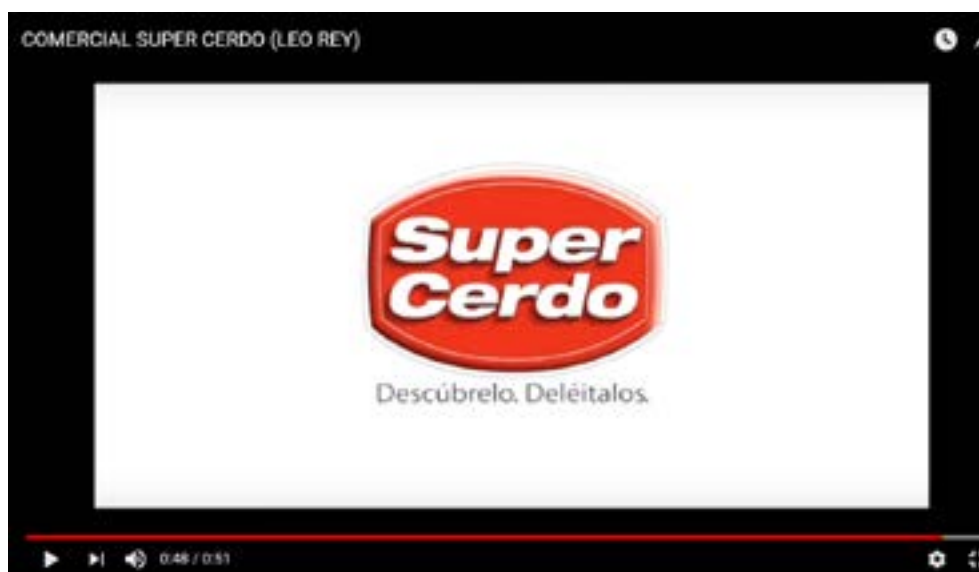 COMERCIAL SUPER CERDO (LEO REY)
Super
Cerdo
Descúbrelo. Deléitalos.
0:48 / 0:51